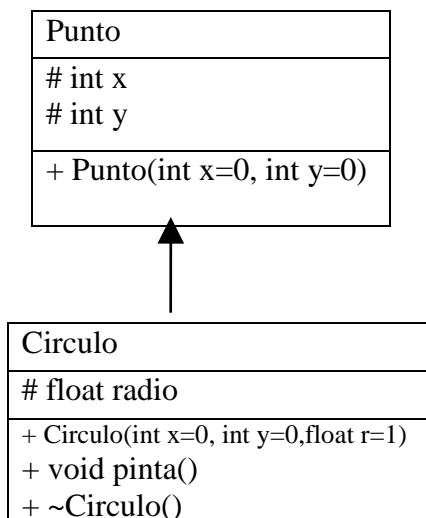 Punto
# int x
# int y
+ Punto(int x=0, int y=0)
Circulo
# float radio
+ Circulo(int x=0, int y=0,float r=1)
+ void pinta()
+ ~Circulo()